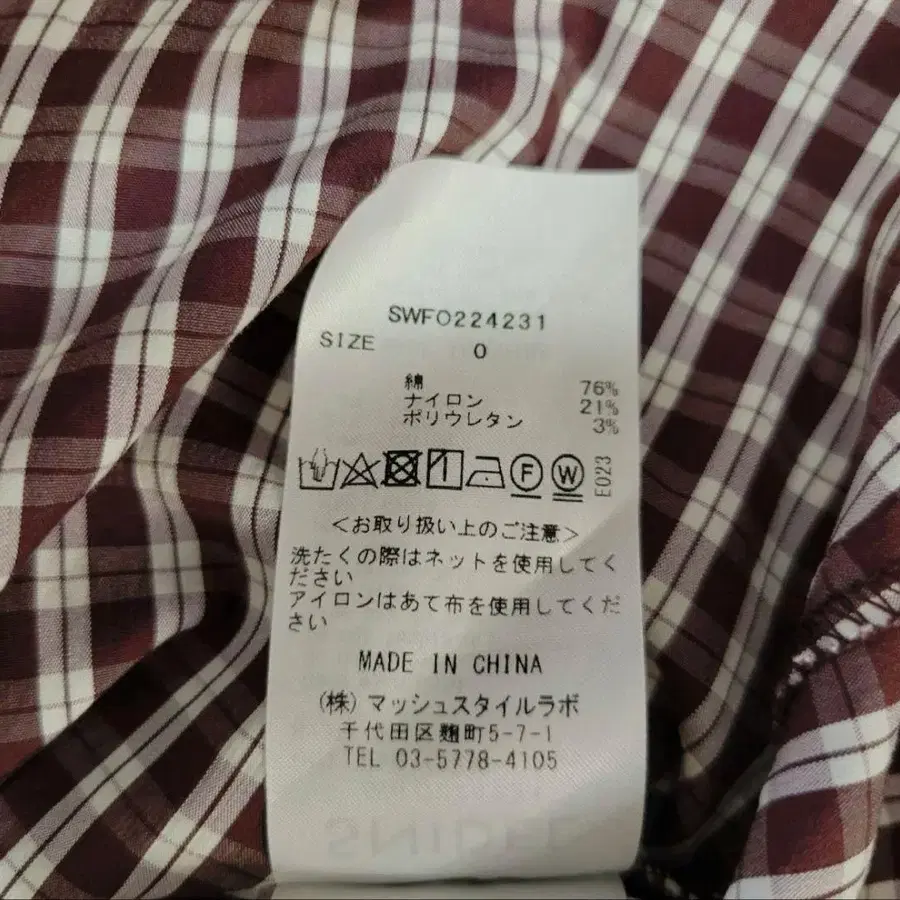 SWFO224231
SIZE 0
綿 76%
ナイロン 21%
ポリウレタン 3%
F W E023
<お取り扱い上のご注意>
洗たくの際はネットを使用してく
ださい
アイロンはあて布を使用してくだ
さい
MADE IN CHINA
(株)マッシュスタイルラボ
千代田区麹町5-7-1
TEL 03-5778-4105
SNIDEL